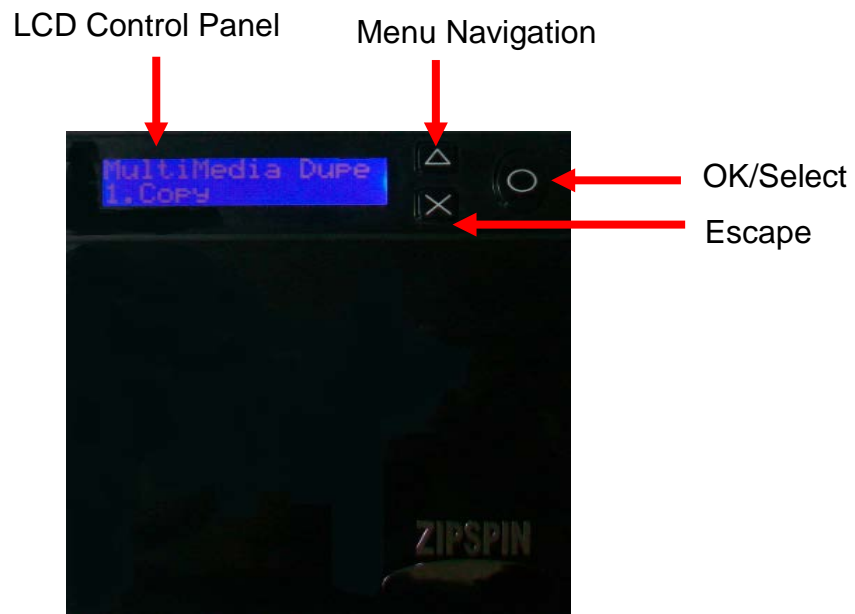 LCD Control Panel
Menu Navigation
MultiMedia Dupe
1.Copy
OK/Select
Escape
ZIPSPIN